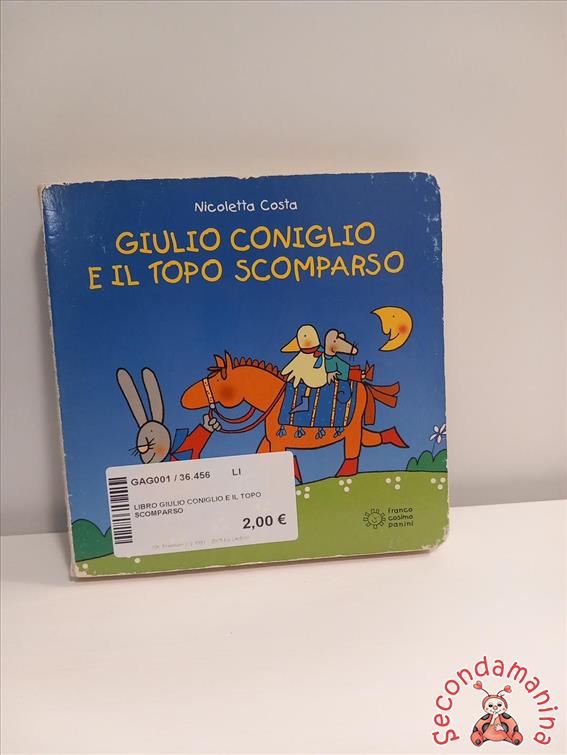 Nicoletta Costa
GIULIO CONIGLIO
E IL TOPO SCOMPARSO
GAG001 / 36.456 LI
LIBRO GIULIO CONIGLIO E IL TOPO
SCOMPARSO
2,00 €
franco
cosimo
panini
Secondamanina